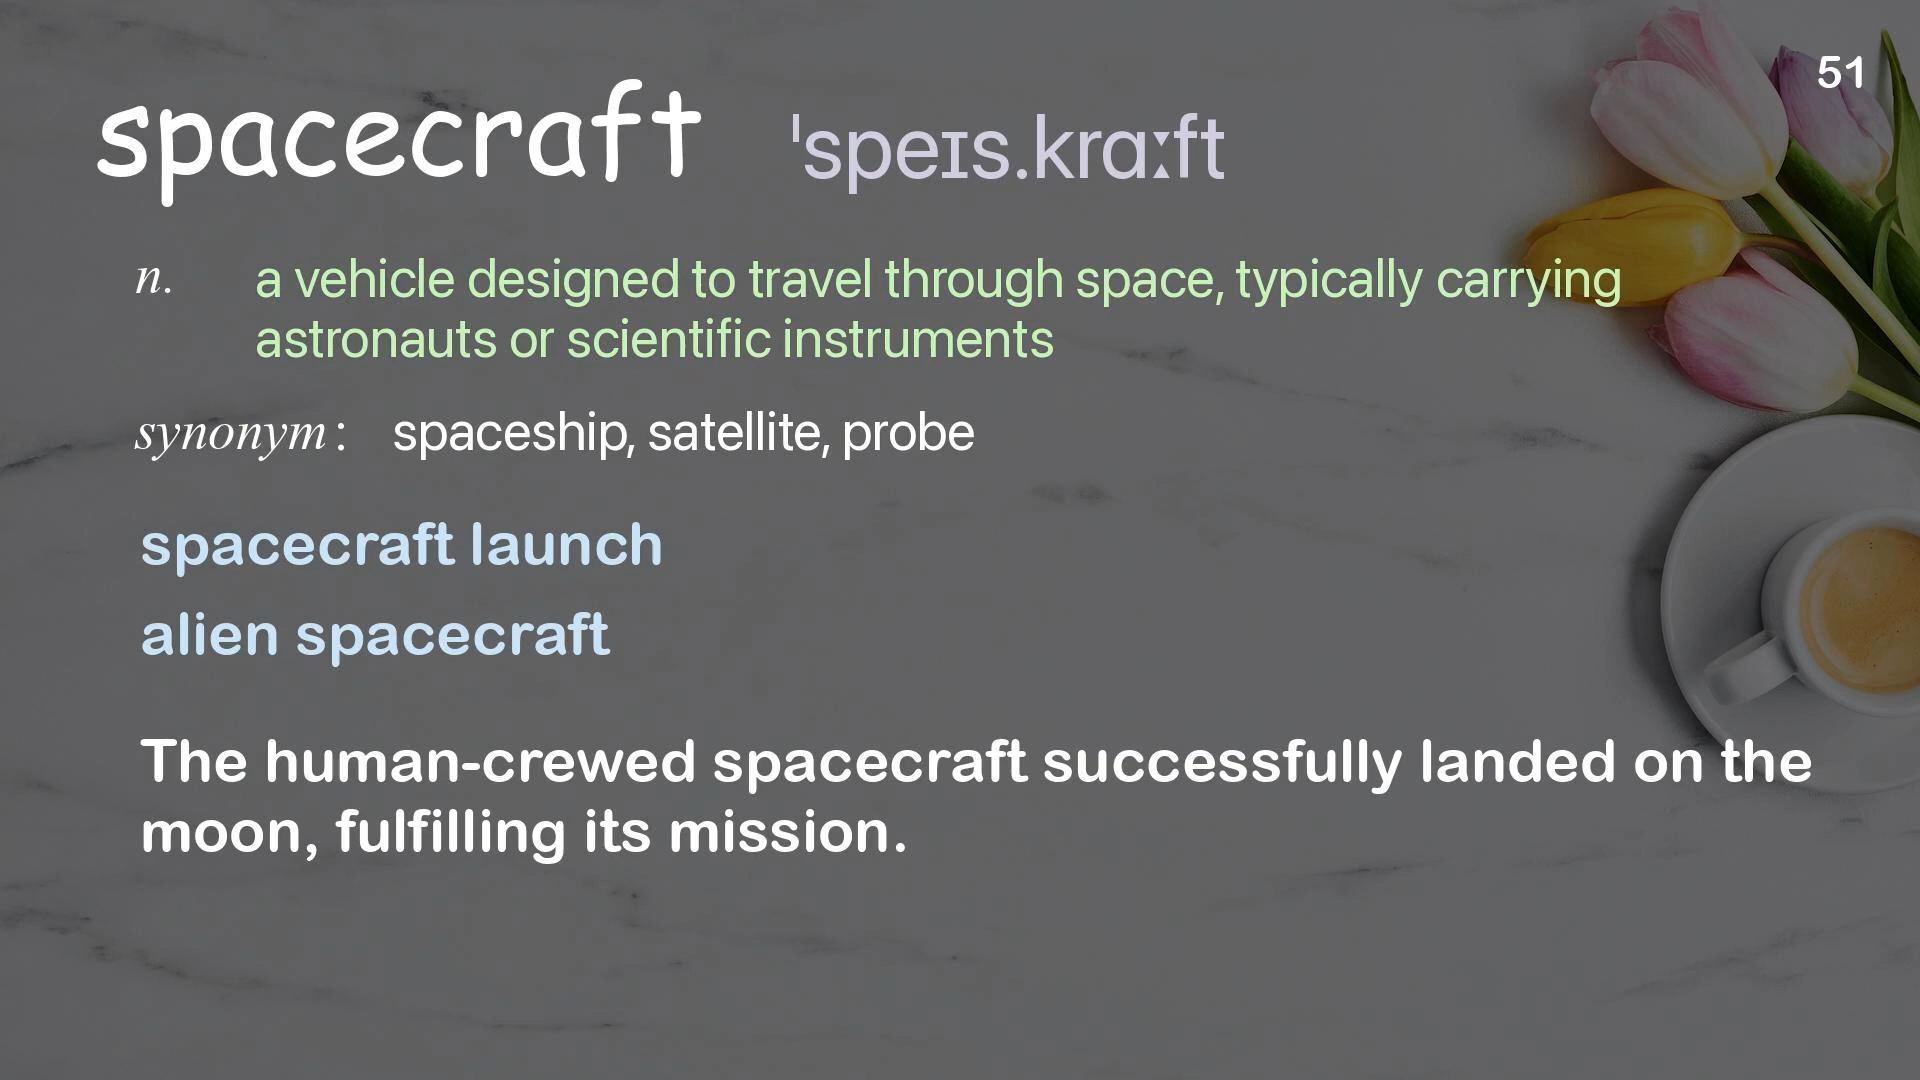 51
spacecraft ˈspeɪs.krɑːft
n. a vehicle designed to travel through space, typically carrying
astronauts or scientific instruments
synonym: spaceship, satellite, probe
spacecraft launch
alien spacecraft
The human-crewed spacecraft successfully landed on the
moon, fulfilling its mission.